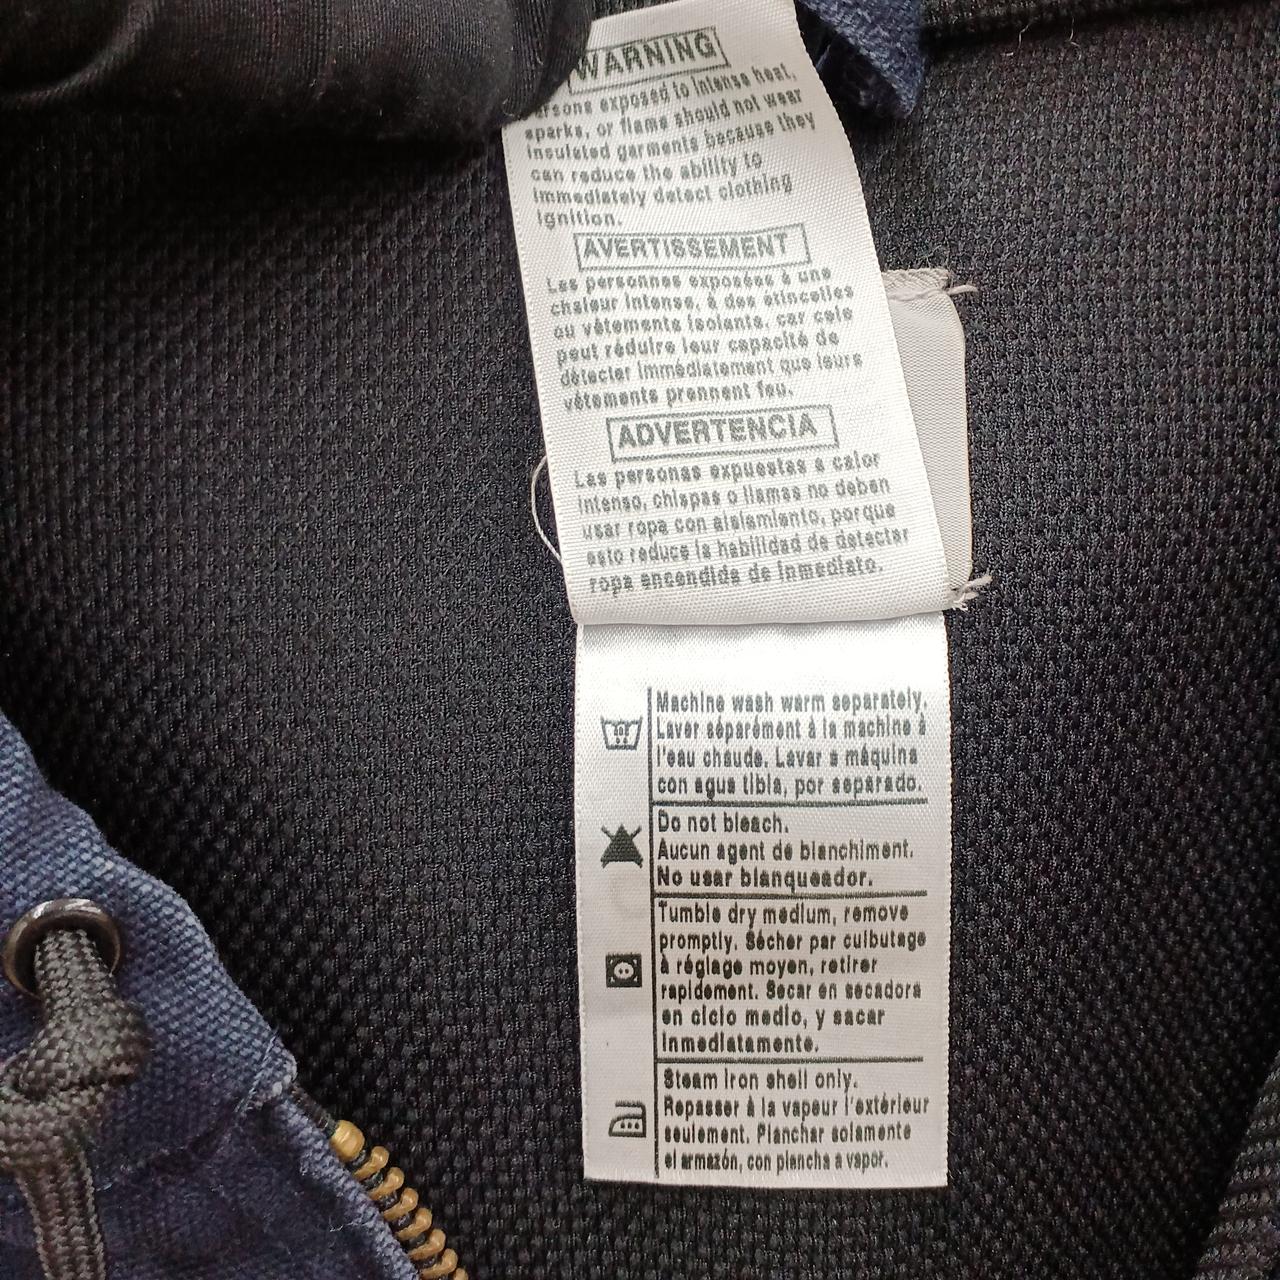 WARNING
ersons exposed to intense heat,
sparks, or flame should not wear
insulated garments because they
can reduce the ability to
immediately detect clothing
ignition.
AVERTISSEMENT
Les personnes exposées à une
chaleur intense, à des étincelles
ou vêtements isolants, car cela
peut réduire leur capacité de
détecter immédiatement que leurs
vêtements prennent feu.
ADVERTENCIA
Las personas expuestas a calor
intenso, chispas o llamas no deben
usar ropa con aislamiento, porque
esto reduce la habilidad de detectar
ropa encendida de inmediato.
Machine wash warm separately.
Laver séparément à la machine à
l'eau chaude. Lavar a máquina
con agua tibia, por separado.
Do not bleach.
Aucun agent de blanchiment.
No usar blanqueador.
Tumble dry medium, remove
promptly. Sécher par culbutage
à réglage moyen, retirer
rapidement. Secar en secadora
en ciclo medio, y sacar
inmediatamente.
Steam iron shell only.
Repasser à la vapeur l'extérieur
seulement. Planchar solamente
el armazón, con plancha a vapor.